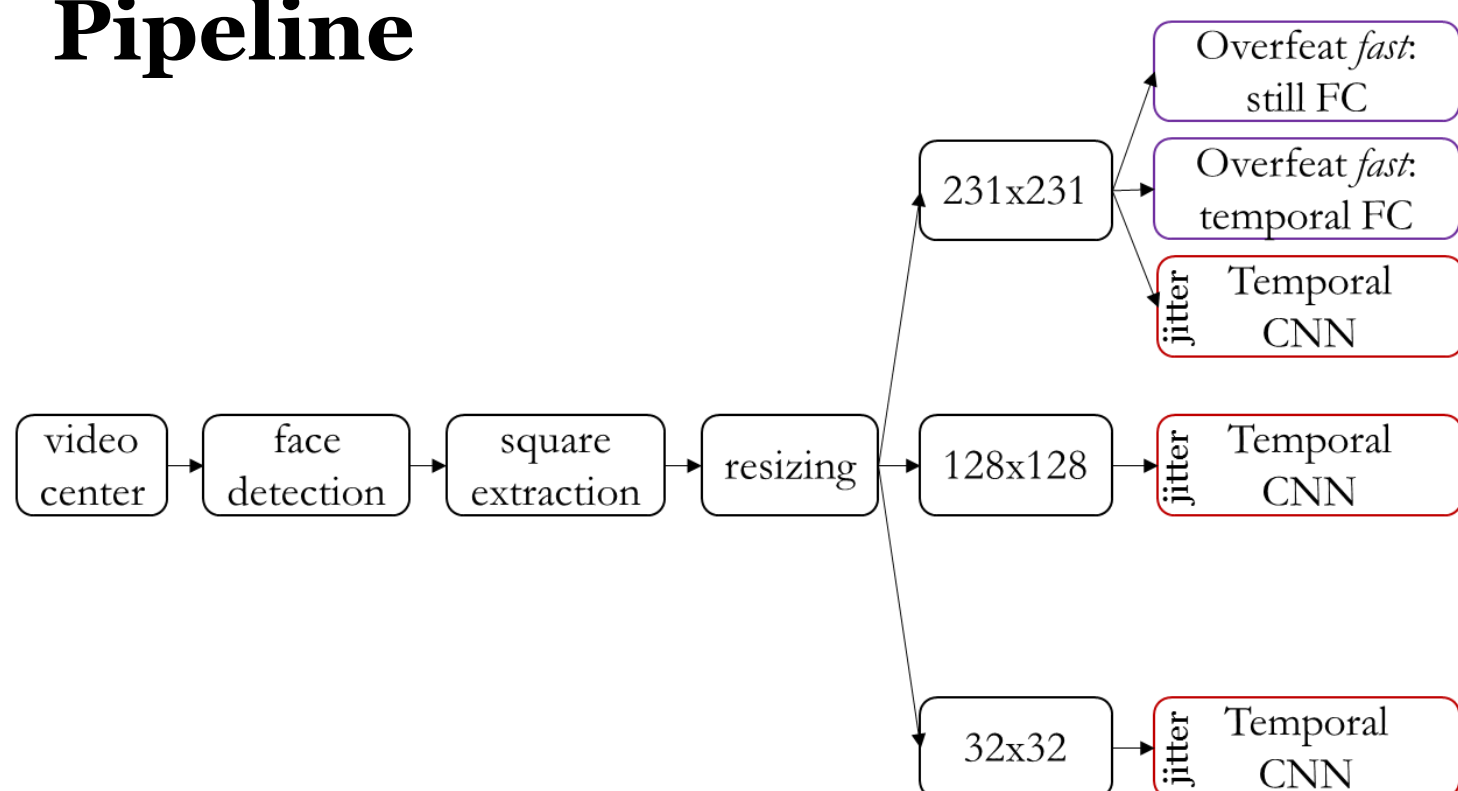 Pipeline
Overfeat fast:
still FC
231x231
Overfeat fast:
temporal FC
jitter
Temporal
CNN
video
center
face
detection
square
extraction
resizing
128x128
jitter
Temporal
CNN
32x32
jitter
Temporal
CNN